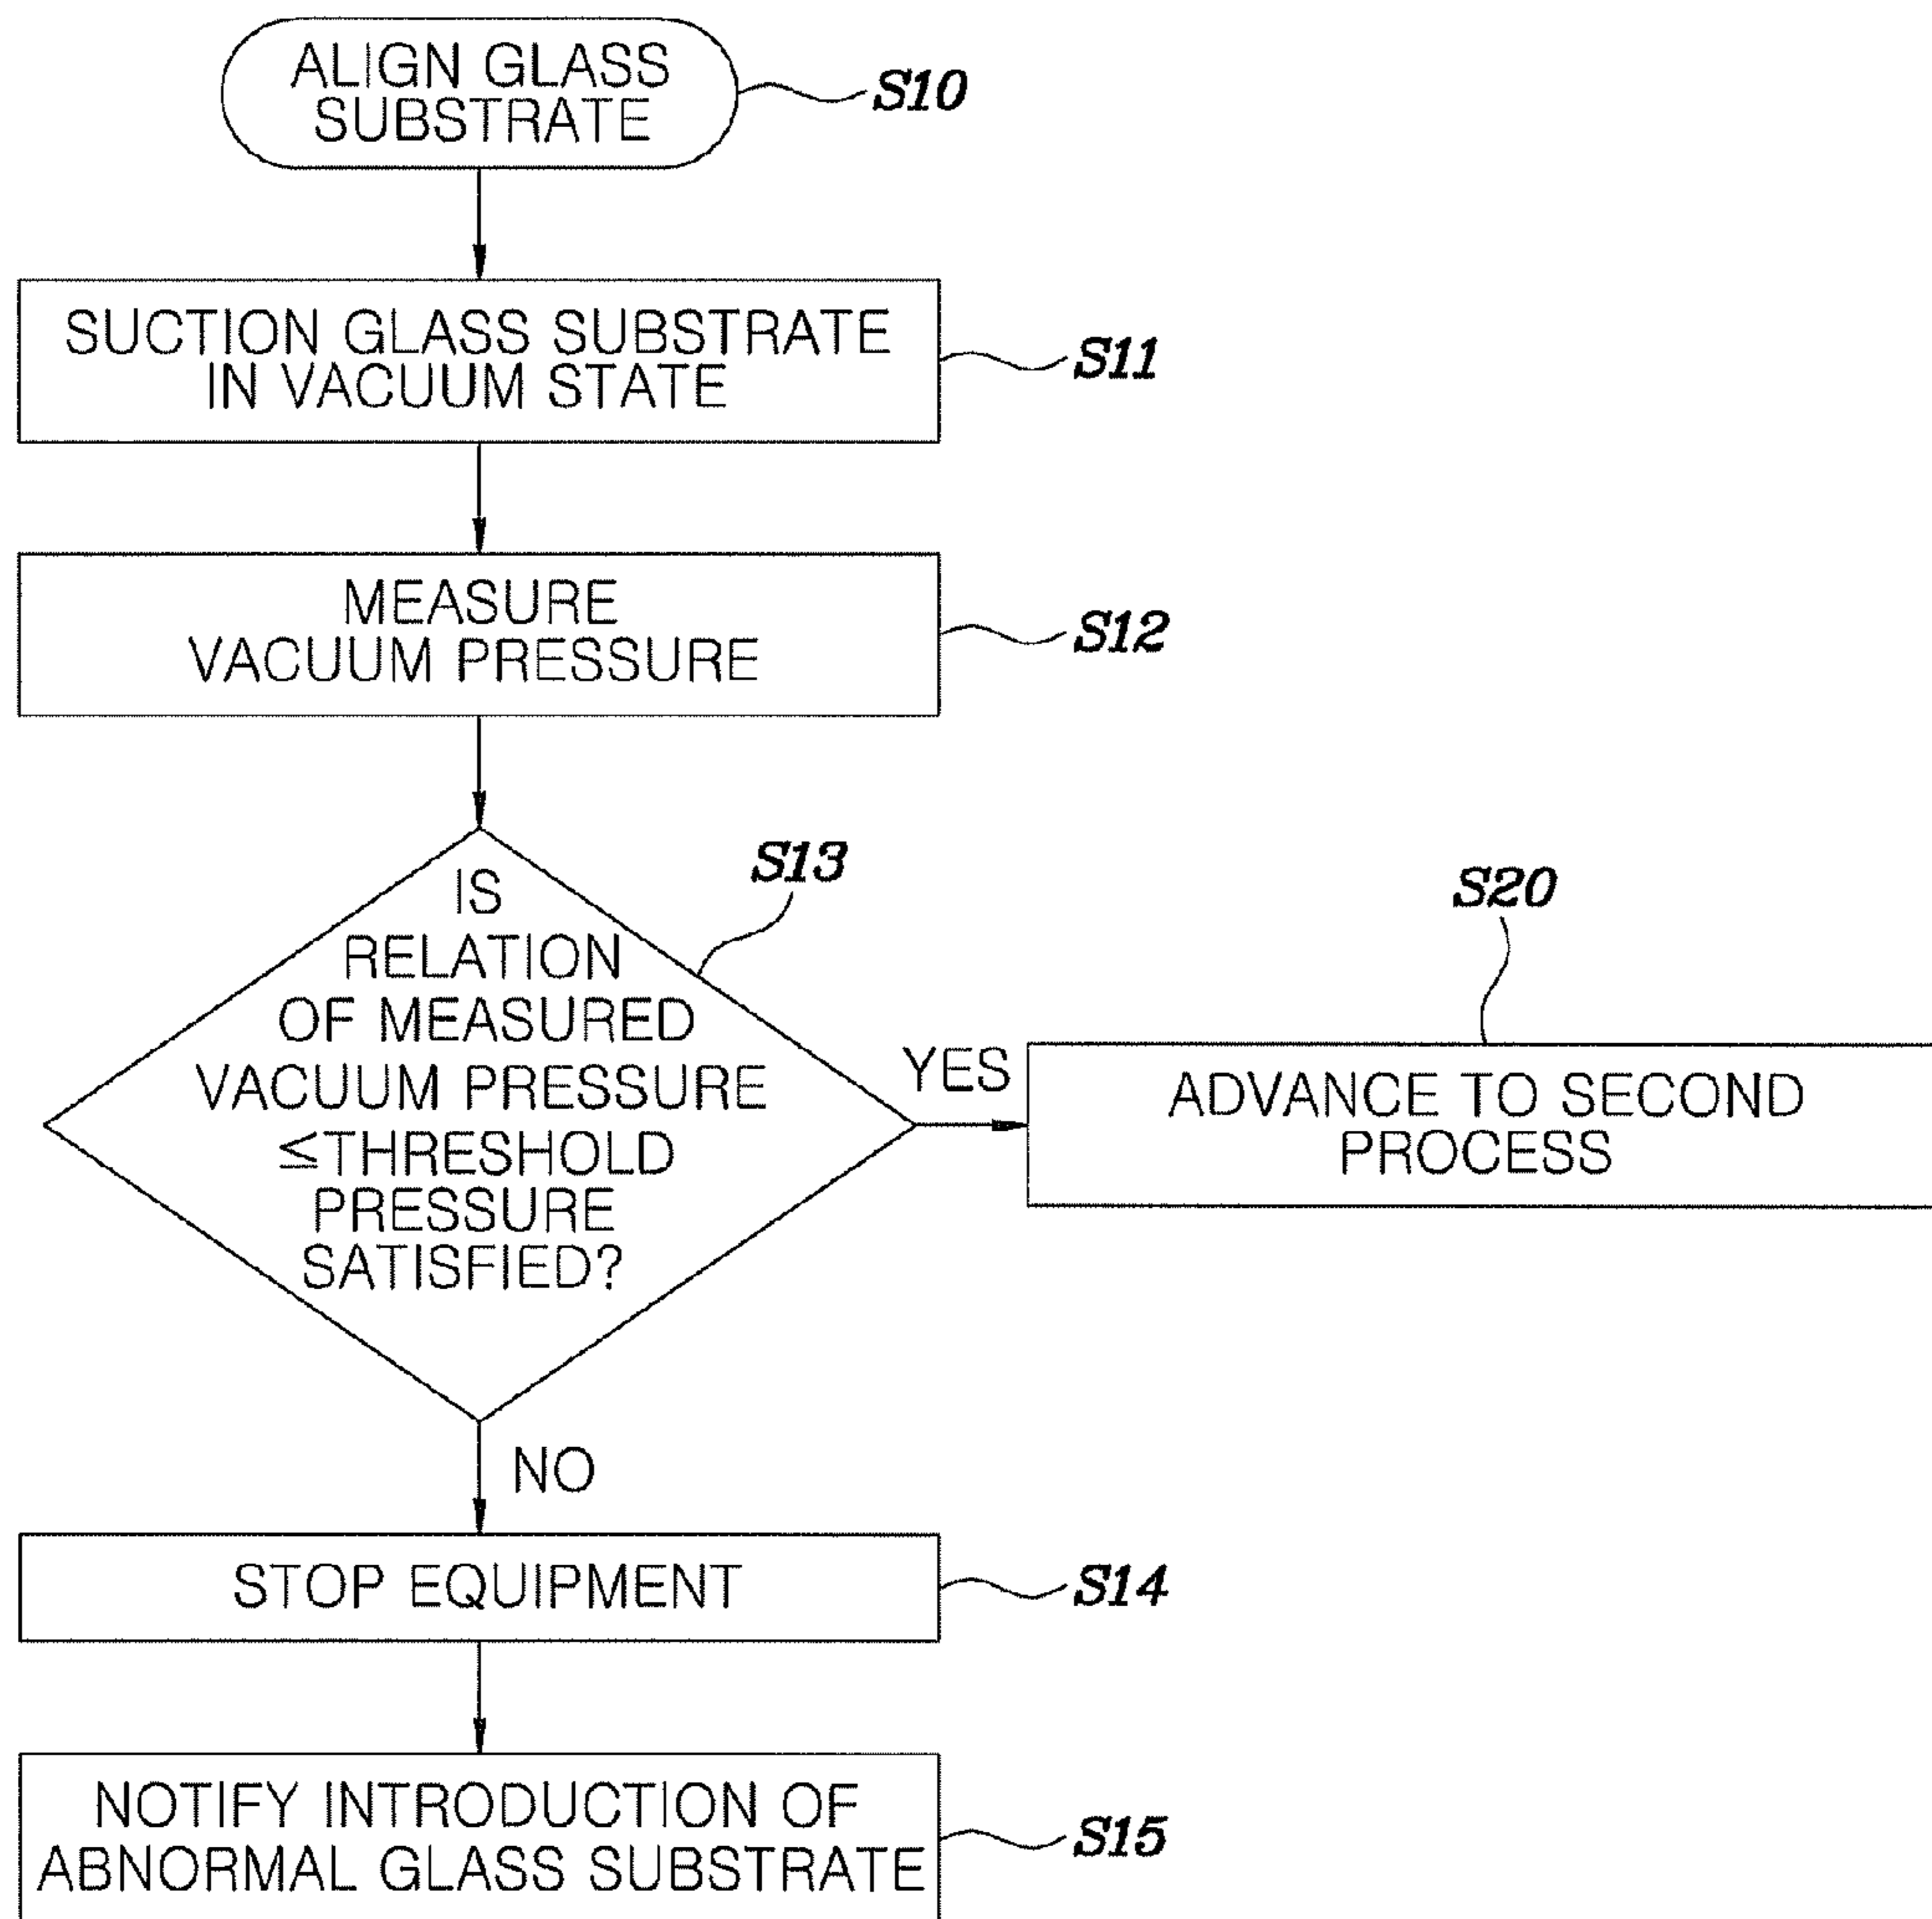 ALIGN GLASS
SUBSTRATE
S10
SUCTION GLASS SUBSTRATE
IN VACUUM STATE
S11
MEASURE
VACUUM PRESSURE
S12
IS
RELATION
OF MEASURED
VACUUM PRESSURE
≤THRESHOLD
PRESSURE
SATISFIED?
S13
YES
S20
ADVANCE TO SECOND
PROCESS
NO
STOP EQUIPMENT
S14
NOTIFY INTRODUCTION OF
ABNORMAL GLASS SUBSTRATE
S15